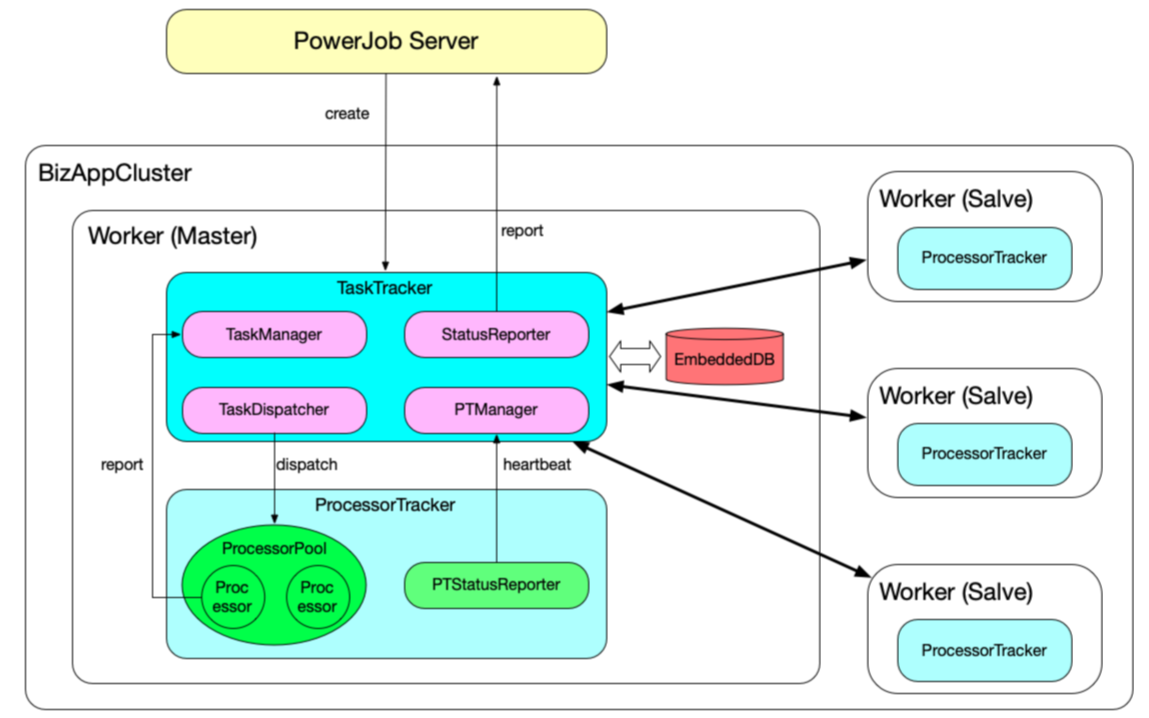 PowerJob Server
create
BizAppCluster
Worker (Master)
report
TaskTracker
TaskManager
StatusReporter
EmbeddedDB
TaskDispatcher
PTManager
report
dispatch
heartbeat
ProcessorTracker
ProcessorPool
Proc
essor
Proc
essor
PTStatusReporter
Worker (Salve)
ProcessorTracker
Worker (Salve)
ProcessorTracker
Worker (Salve)
ProcessorTracker